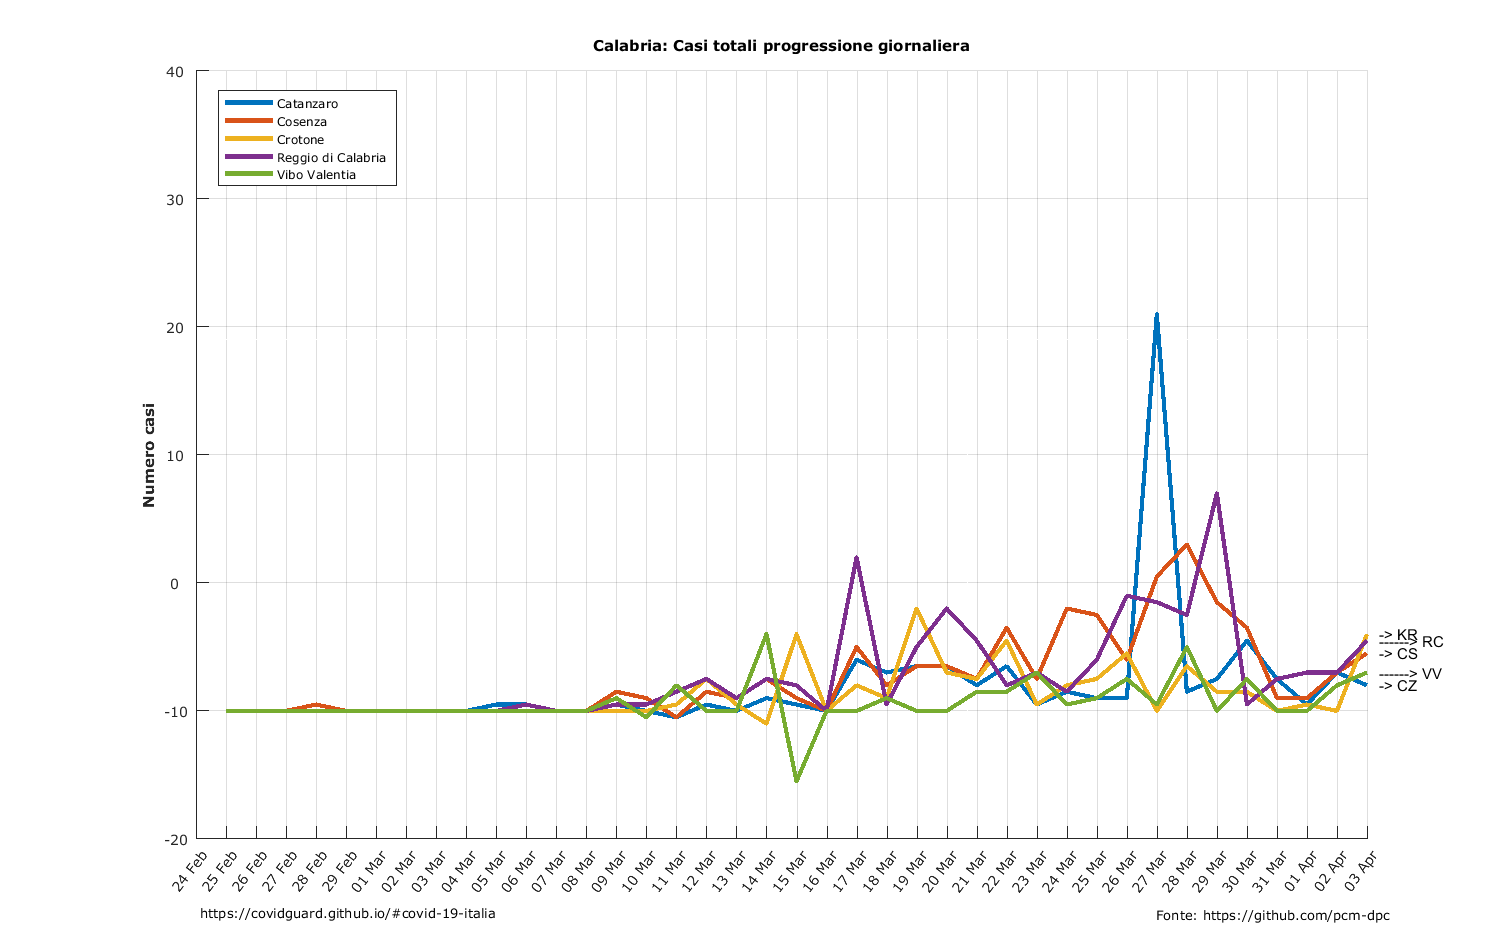 Calabria: Casi totali progressione giornaliera
40
30
20
10
0
-10
-20
Numero casi
Catanzaro
Cosenza
Crotone
Reggio di Calabria
Vibo Valentia
-> KR
------> RC
-> CS
------> VV
-> CZ
24 Feb
25 Feb
26 Feb
27 Feb
28 Feb
29 Feb
01 Mar
02 Mar
03 Mar
04 Mar
05 Mar
06 Mar
07 Mar
08 Mar
09 Mar
10 Mar
11 Mar
12 Mar
13 Mar
14 Mar
15 Mar
16 Mar
17 Mar
18 Mar
19 Mar
20 Mar
21 Mar
22 Mar
23 Mar
24 Mar
25 Mar
26 Mar
27 Mar
28 Mar
29 Mar
30 Mar
31 Mar
01 Apr
02 Apr
03 Apr
https://covidguard.github.io/#covid-19-italia
Fonte: https://github.com/pcm-dpc